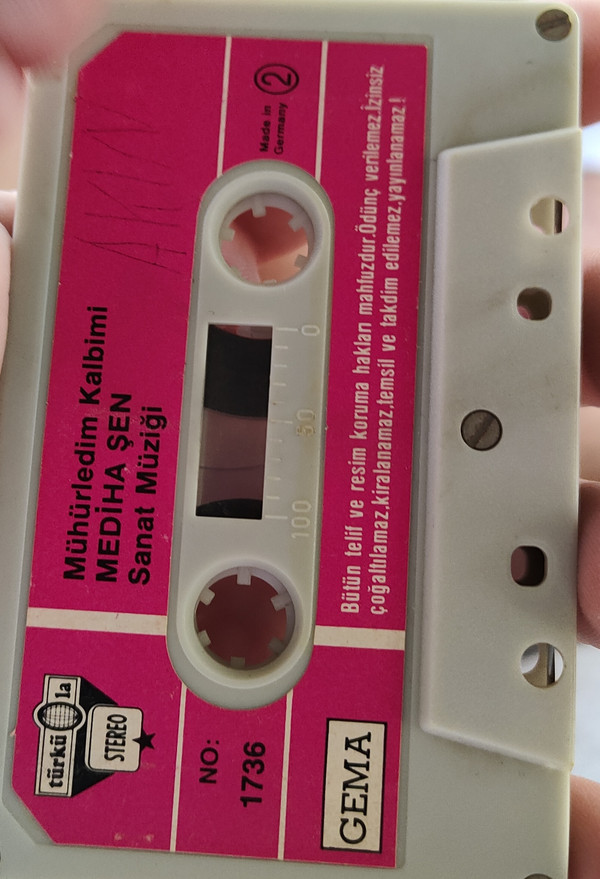 Mühürledim Kalbimi
MEDİHA ŞEN
Sanat Müziği
türkü la
STEREO
NO:
1736
100 50 0
Made in
Germany
2
GEMA
Bütün telif ve resim koruma hakları mahfuzdur.Ödünç verilemez.İzinsiz
çoğaltılamaz,kiralanamaz,temsil ve takdim edilemez,yayınlanamaz!